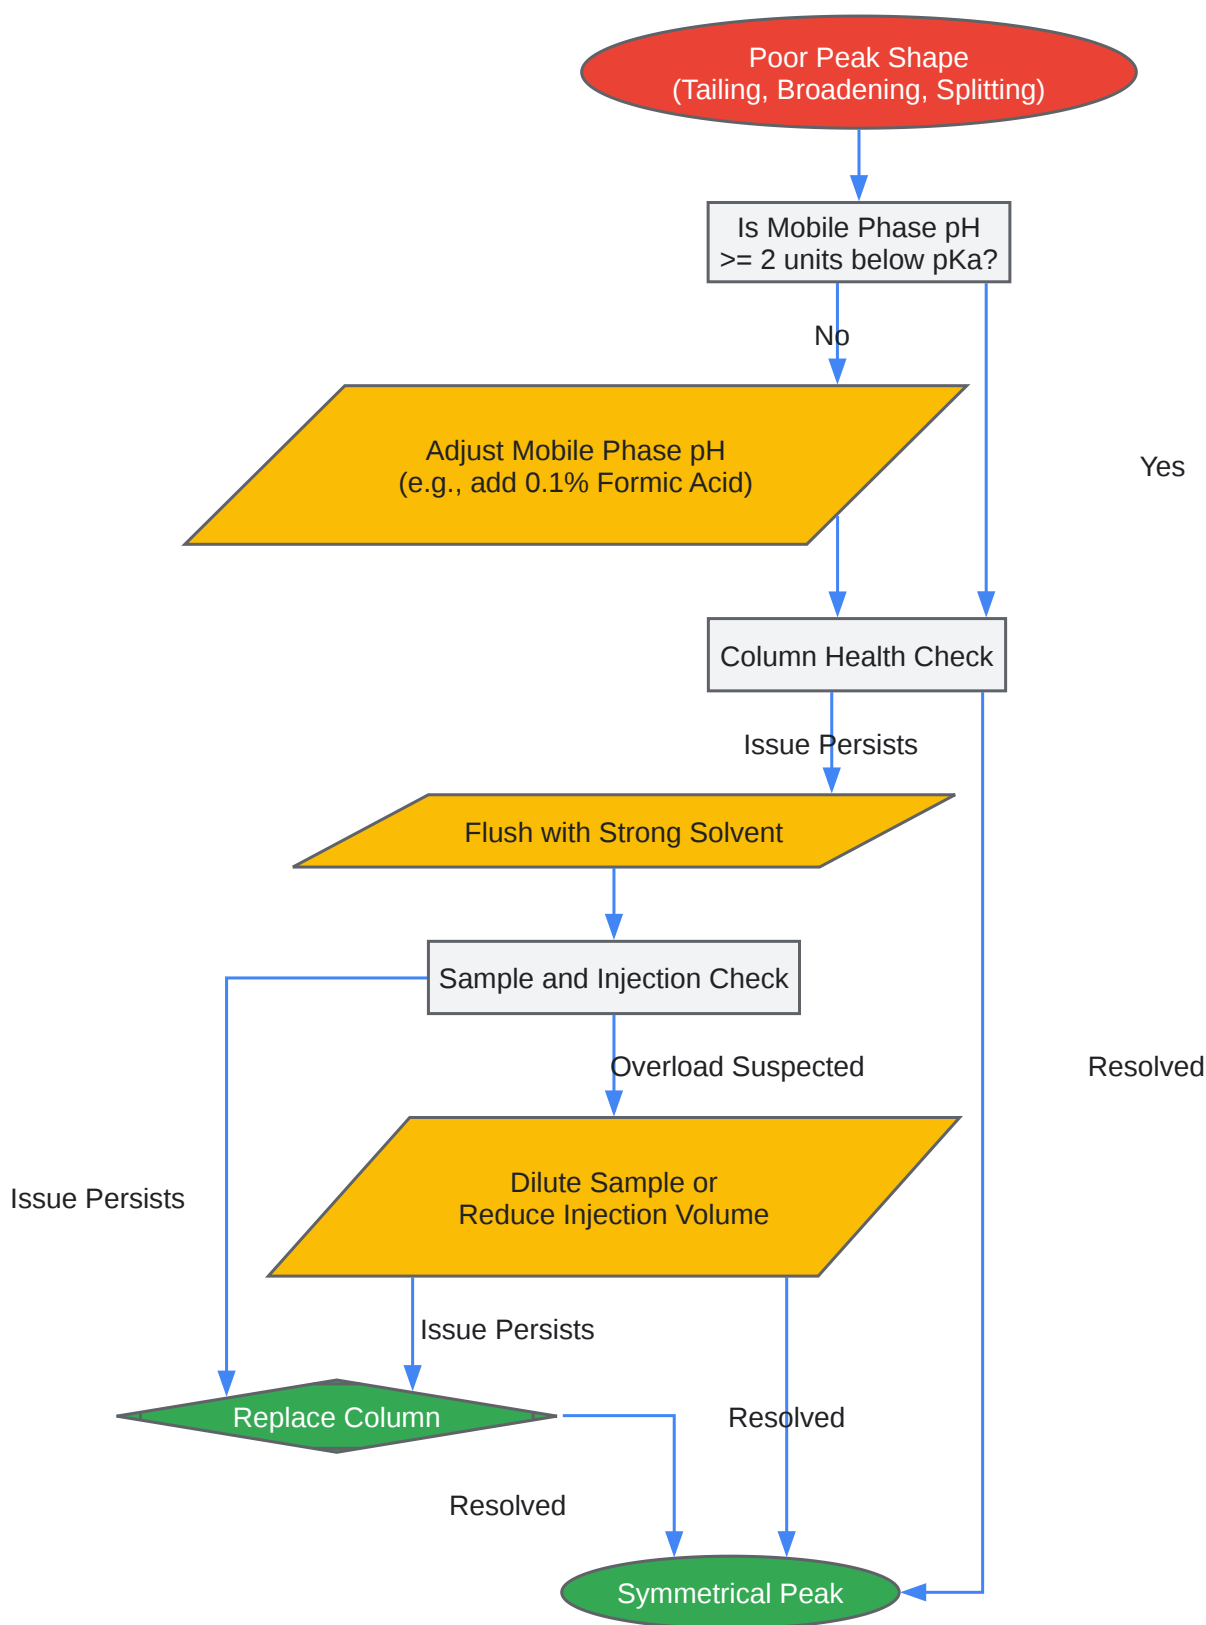 Poor Peak Shape
(Tailing, Broadening, Splitting)
Is Mobile Phase pH
>= 2 units below pKa?
No
Adjust Mobile Phase pH
(e.g., add 0.1% Formic Acid)
Yes
Column Health Check
Issue Persists
Flush with Strong Solvent
Sample and Injection Check
Overload Suspected
Resolved
Dilute Sample or
Reduce Injection Volume
Issue Persists
Issue Persists
Replace Column
Resolved
Resolved
Symmetrical Peak